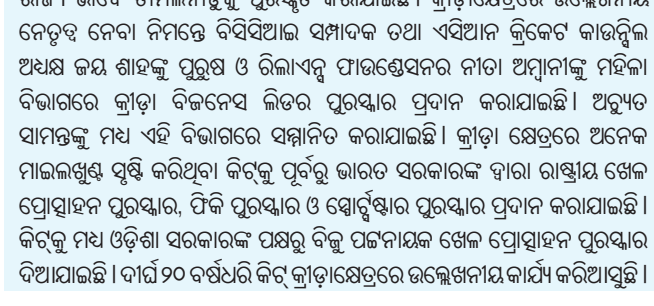 ନେତୃତ୍ୱ ନେବା ନିମନ୍ତେ ବିସିସିଆଇ ସମ୍ପାଦକ ତଥା ଏସିଆନ କ୍ରିକେଟ କାଉନ୍ସିଲ
ଅଧ୍ୟକ୍ଷ ଜୟ ଶାହଙ୍କୁ ପୁରୁଷ ଓ ରିଲାଏନ୍ସ ଫାଉଣ୍ଡେସନର ନୀତା ଅମ୍ବାନୀଙ୍କୁ ମହିଳା
ବିଭାଗରେ କ୍ରୀଡ଼ା ବିଜନେସ ଲିଡର ପୁରସ୍କାର ପ୍ରଦାନ କରାଯାଇଛି। ଅଚ୍ୟୁତ
ସାମନ୍ତଙ୍କୁ ମଧ୍ୟ ଏହି ବିଭାଗରେ ସମ୍ମାନିତ କରାଯାଇଛି। କ୍ରୀଡ଼ା କ୍ଷେତ୍ରରେ ଅନେକ
ମାଇଲଖୁଣ୍ଟ ସୃଷ୍ଟି କରିଥିବା କିଟ୍‌କୁ ପୂର୍ବରୁ ଭାରତ ସରକାରଙ୍କ ଦ୍ୱାରା ରାଷ୍ଟ୍ରୀୟ ଖେଳ
ପ୍ରୋତ୍ସାହନ ପୁରସ୍କାର, ଫିକି ପୁରସ୍କାର ଓ ସ୍ପୋର୍ଟ୍ସଷ୍ଟାର ପୁରସ୍କାର ପ୍ରଦାନ କରାଯାଇଛି।
କିଟ୍‌କୁ ମଧ୍ୟ ଓଡ଼ିଶା ସରକାରଙ୍କ ପକ୍ଷରୁ ବିଜୁ ପଟ୍ଟନାୟକ ଖେଳ ପ୍ରୋତ୍ସାହନ ପୁରସ୍କାର
ଦିଆଯାଇଛି। ଦୀର୍ଘ ୨୦ ବର୍ଷଧରି କିଟ୍ କ୍ରୀଡ଼ାକ୍ଷେତ୍ରରେ ଉଲ୍ଲେଖନୀୟ କାର୍ଯ୍ୟ କରିଆସୁଛି।